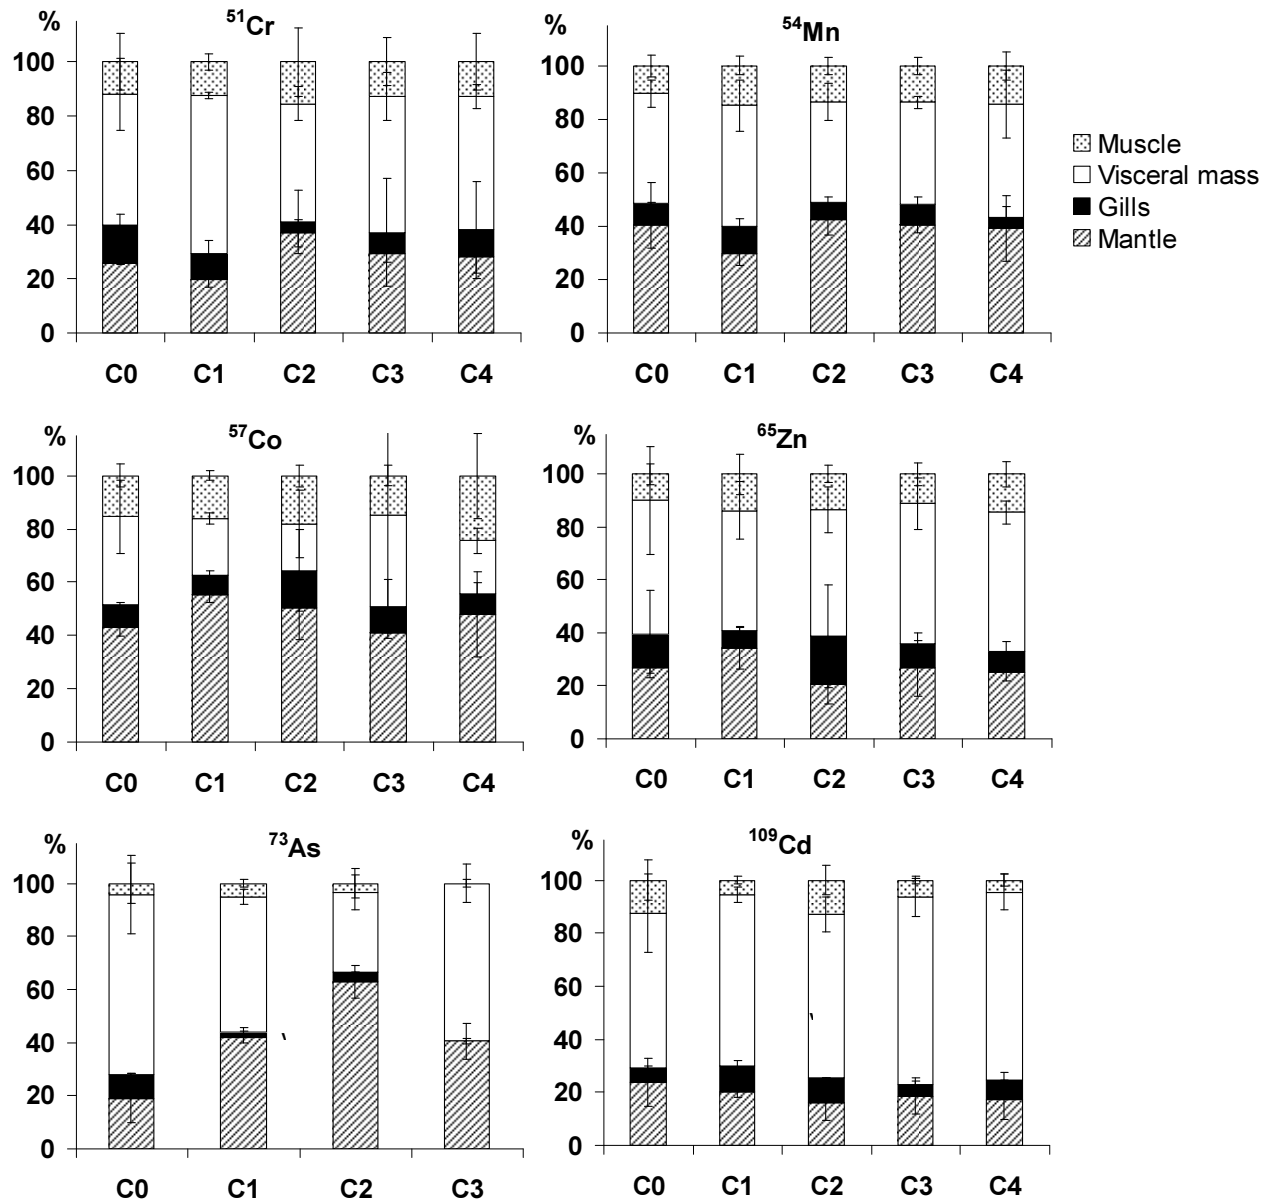 % ⁵¹Cr
100
80
60
40
20
0
C0 C1 C2 C3 C4
% ⁵⁴Mn
100
80
60
40
20
0
C0 C1 C2 C3 C4
Muscle
Visceral mass
Gills
Mantle
% ⁵⁷Co
100
80
60
40
20
0
C0 C1 C2 C3 C4
% ⁶⁵Zn
100
80
60
40
20
0
C0 C1 C2 C3 C4
% ⁷³As
100
80
60
40
20
0
C0 C1 C2 C3
% ¹⁰⁹Cd
100
80
60
40
20
0
C0 C1 C2 C3 C4